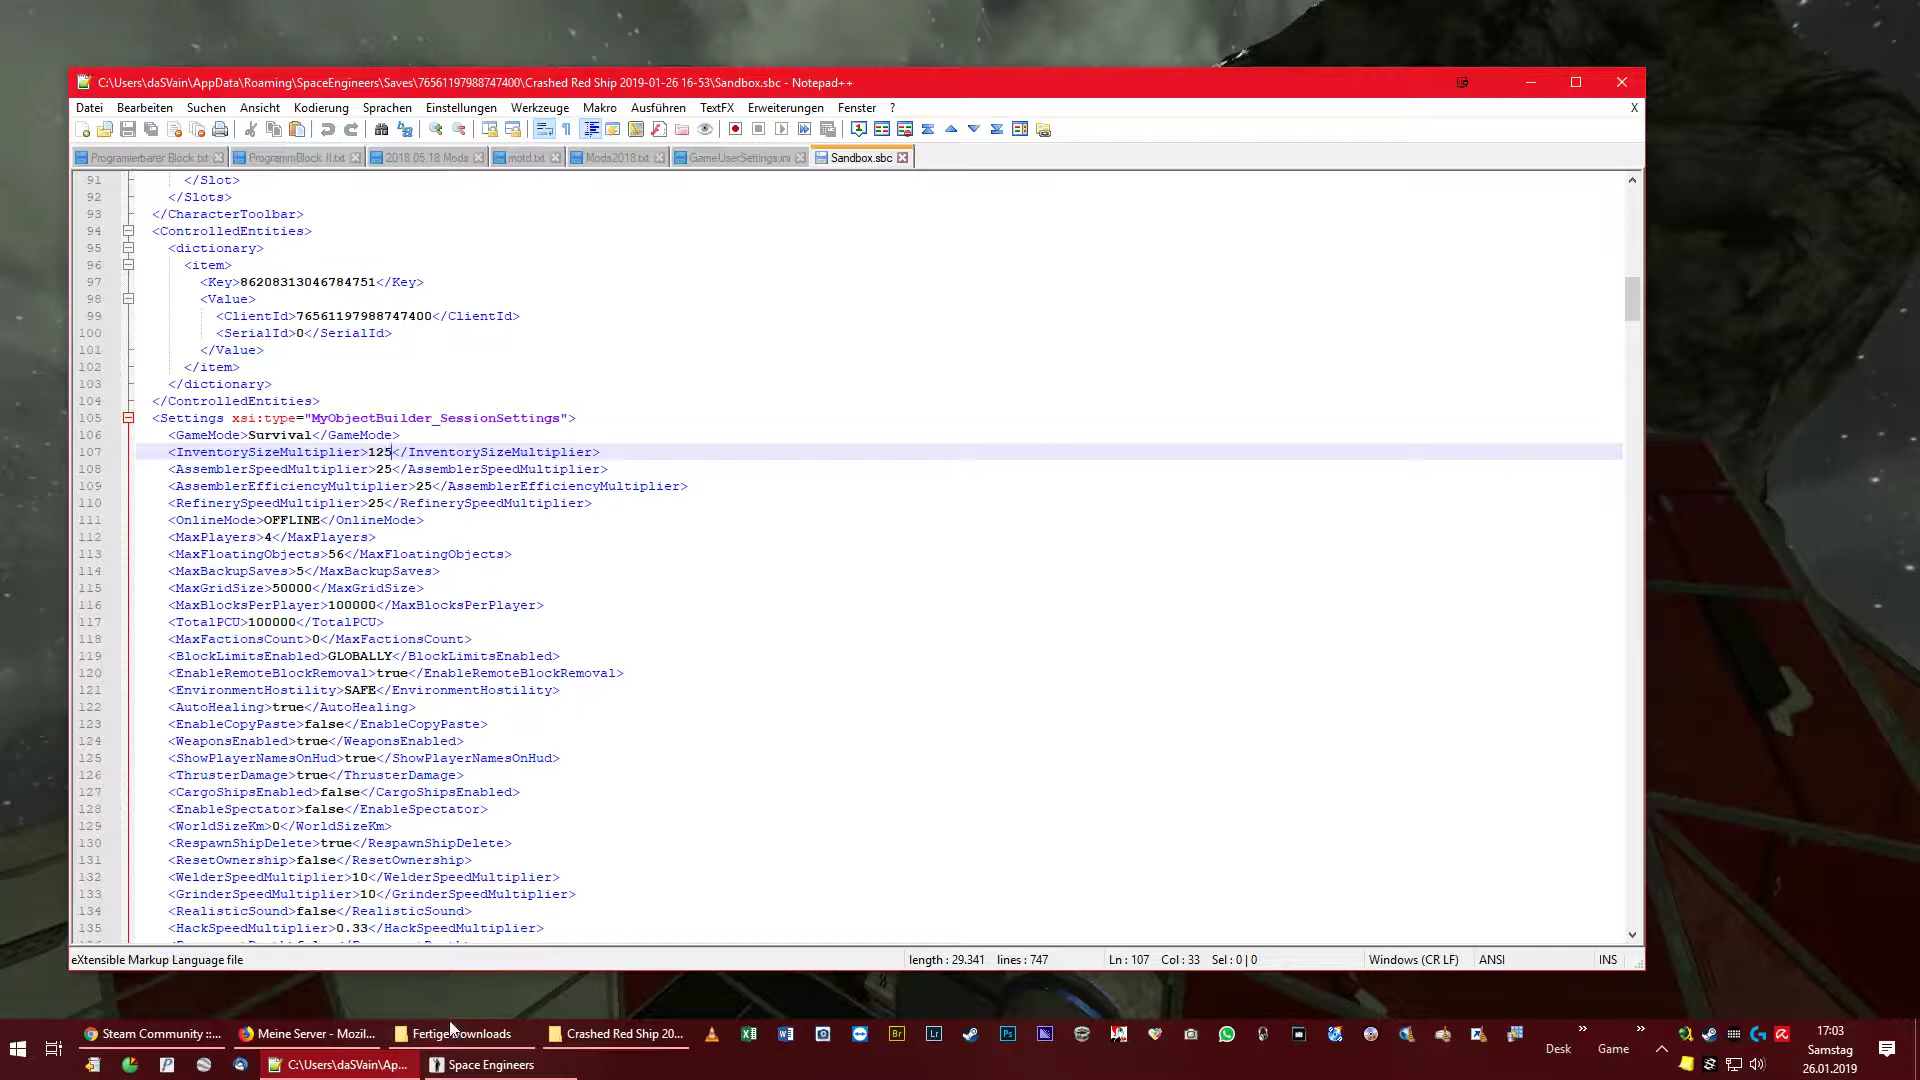 C:\Users\daSVain\AppData\Roaming\SpaceEngineers\Saves\76561197988747400\Crashed Red Ship 2019-01-26 16-53\Sandbox.sbc - Notepad++
Datei Bearbeiten Suchen Ansicht Kodierung Sprachen Einstellungen Werkzeuge Makro Ausführen TextFX Erweiterungen Fenster ? X
Programierbarer Block.txt ProgrammBlock II.txt 2018.05.18 Mods motd.txt Mods2018.txt GameUserSettings.ini Sandbox.sbc
91 </Slot>
92 </Slots>
93 </CharacterToolbar>
94 <ControlledEntities>
95 <dictionary>
96 <item>
97 <Key>86208313046784751</Key>
98 <Value>
99 <ClientId>76561197988747400</ClientId>
100 <SerialId>0</SerialId>
101 </Value>
102 </item>
103 </dictionary>
104 </ControlledEntities>
105 <Settings xsi:type="MyObjectBuilder_SessionSettings">
106 <GameMode>Survival</GameMode>
107 <InventorySizeMultiplier>125</InventorySizeMultiplier>
108 <AssemblerSpeedMultiplier>25</AssemblerSpeedMultiplier>
109 <AssemblerEfficiencyMultiplier>25</AssemblerEfficiencyMultiplier>
110 <RefinerySpeedMultiplier>25</RefinerySpeedMultiplier>
111 <OnlineMode>OFFLINE</OnlineMode>
112 <MaxPlayers>4</MaxPlayers>
113 <MaxFloatingObjects>56</MaxFloatingObjects>
114 <MaxBackupSaves>5</MaxBackupSaves>
115 <MaxGridSize>50000</MaxGridSize>
116 <MaxBlocksPerPlayer>100000</MaxBlocksPerPlayer>
117 <TotalPCU>100000</TotalPCU>
118 <MaxFactionsCount>0</MaxFactionsCount>
119 <BlockLimitsEnabled>GLOBALLY</BlockLimitsEnabled>
120 <EnableRemoteBlockRemoval>true</EnableRemoteBlockRemoval>
121 <EnvironmentHostility>SAFE</EnvironmentHostility>
122 <AutoHealing>true</AutoHealing>
123 <EnableCopyPaste>false</EnableCopyPaste>
124 <WeaponsEnabled>true</WeaponsEnabled>
125 <ShowPlayerNamesOnHud>true</ShowPlayerNamesOnHud>
126 <ThrusterDamage>true</ThrusterDamage>
127 <CargoShipsEnabled>false</CargoShipsEnabled>
128 <EnableSpectator>false</EnableSpectator>
129 <WorldSizeKm>0</WorldSizeKm>
130 <RespawnShipDelete>true</RespawnShipDelete>
131 <ResetOwnership>false</ResetOwnership>
132 <WelderSpeedMultiplier>10</WelderSpeedMultiplier>
133 <GrinderSpeedMultiplier>10</GrinderSpeedMultiplier>
134 <RealisticSound>false</RealisticSound>
135 <HackSpeedMultiplier>0.33</HackSpeedMultiplier>
eXtensible Markup Language file length : 29.341 lines : 747 Ln : 107 Col : 33 Sel : 0 | 0 Windows (CR LF) ANSI INS
Steam Community ::... Meine Server - Mozil... Fertige Downloads Crashed Red Ship 20... Br Lr Ps
C:\Users\daSVain\Ap... Space Engineers
Desk Game
17:03
Samstag
26.01.2019